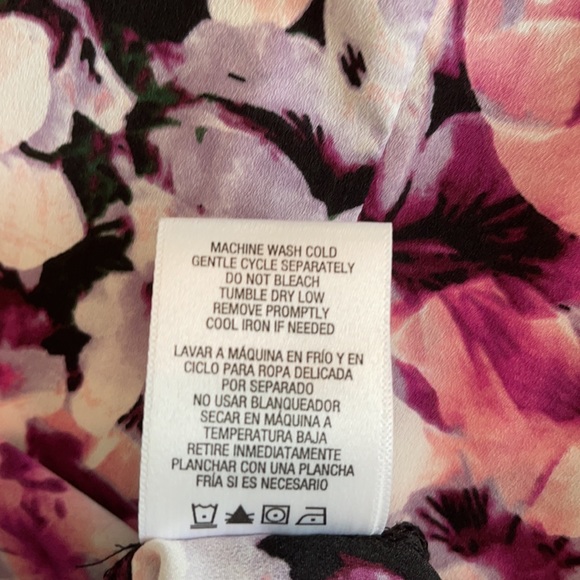 MACHINE WASH COLD
GENTLE CYCLE SEPARATELY
DO NOT BLEACH
TUMBLE DRY LOW
REMOVE PROMPTLY
COOL IRON IF NEEDED
LAVAR A MÁQUINA EN FRÍO Y EN
CICLO PARA ROPA DELICADA
POR SEPARADO
NO USAR BLANQUEADOR
SECAR EN MÁQUINA A
TEMPERATURA BAJA
RETIRE INMEDIATAMENTE
PLANCHAR CON UNA PLANCHA
FRÍA SI ES NECESARIO